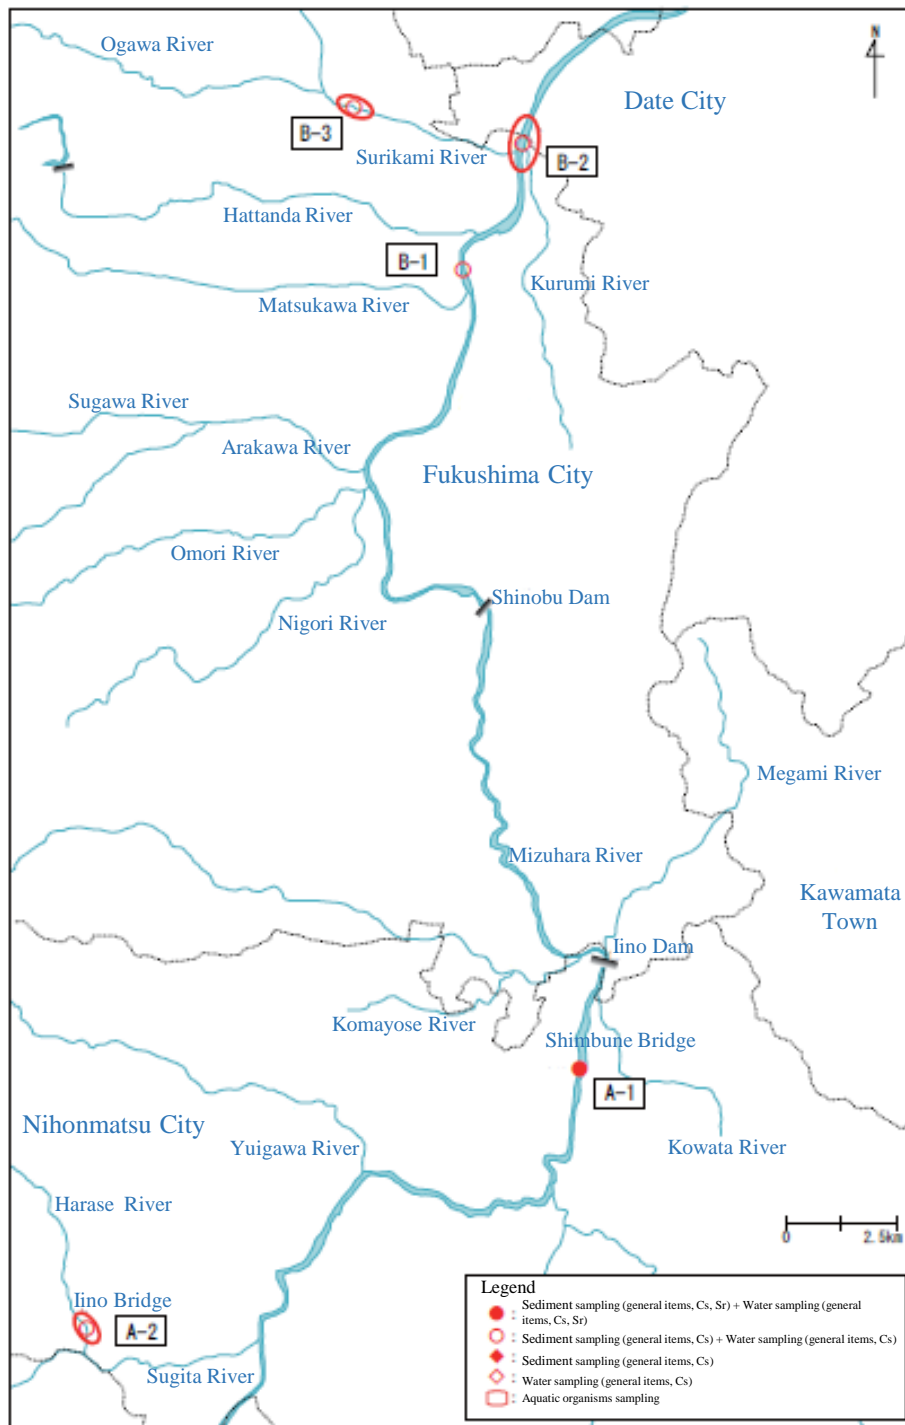 Ogawa River
N
Date City
B-3
Surikami River
B-2
Hattanda River
B-1
Kurumi River
Matsukawa River
Sugawa River
Arakawa River
Fukushima City
Omori River
Shinobu Dam
Nigori River
Megami River
Mizuhara River
Kawamata
Town
Iino Dam
Komayose River
Shimbune Bridge
A-1
Nihonmatsu City
Yuigawa River
Kowata River
Harase River
0 2.5km
Iino Bridge
A-2
Sugita River
Legend
: Sediment sampling (general items, Cs, Sr) + Water sampling (general
items, Cs, Sr)
: Sediment sampling (general items, Cs) + Water sampling (general items, Cs)
: Sediment sampling (general items, Cs)
: Water sampling (general items, Cs)
: Aquatic organisms sampling